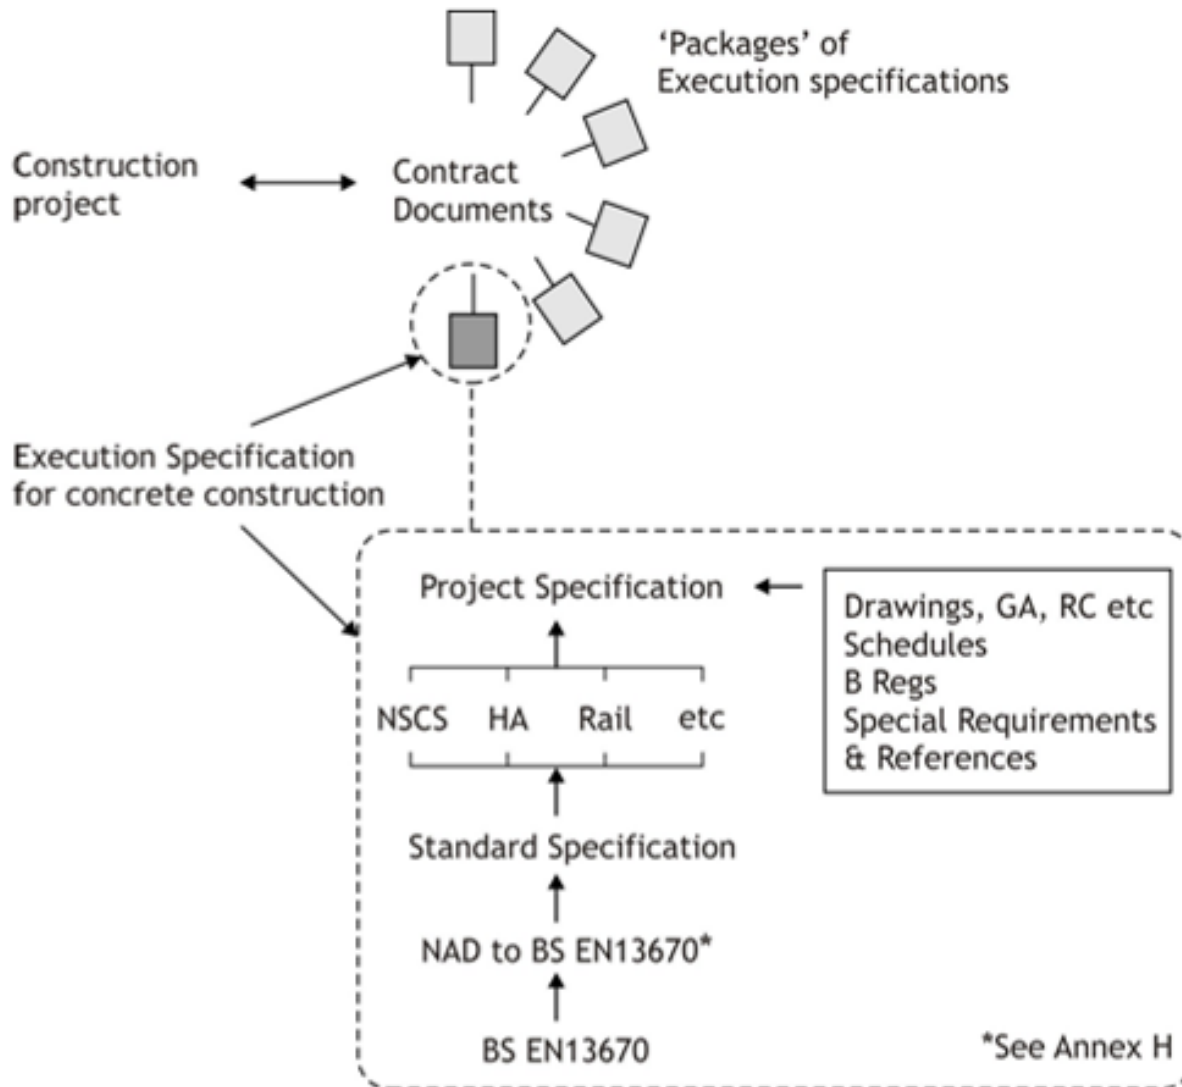 ‘Packages’ of
Execution specifications
Construction
project
Contract
Documents
Execution Specification
for concrete construction
Project Specification
Drawings, GA, RC etc
Schedules
B Regs
Special Requirements
& References
NSCS HA Rail etc
Standard Specification
NAD to BS EN13670*
BS EN13670
*See Annex H